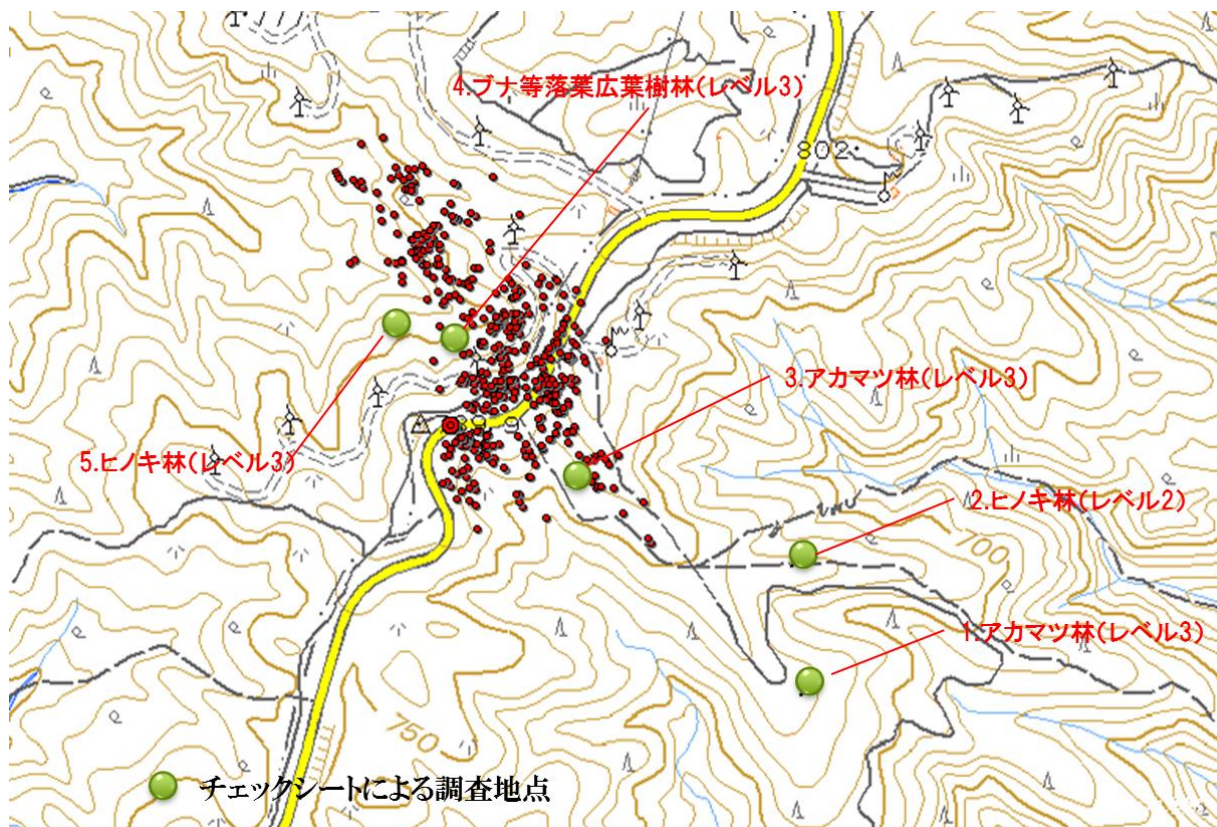 4.ブナ等落葉広葉樹林(レベル3)
802
3.アカマツ林(レベル3)
5.ヒノキ林(レベル3)
2.ヒノキ林(レベル2)
700
1.アカマツ林(レベル3)
750
チェックシートによる調査地点